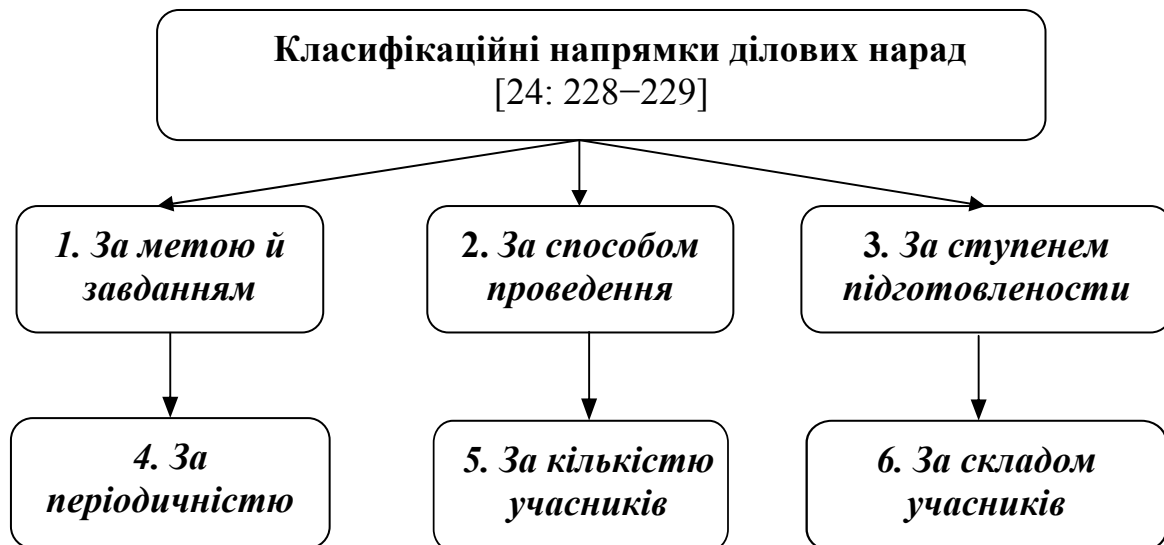 Класифікаційні напрямки ділових нарад
[24: 228−229]
1. За метою й
завданням
2. За способом
проведення
3. За ступенем
підготовлености
4. За
періодичністю
5. За кількістю
учасників
6. За складом
учасників